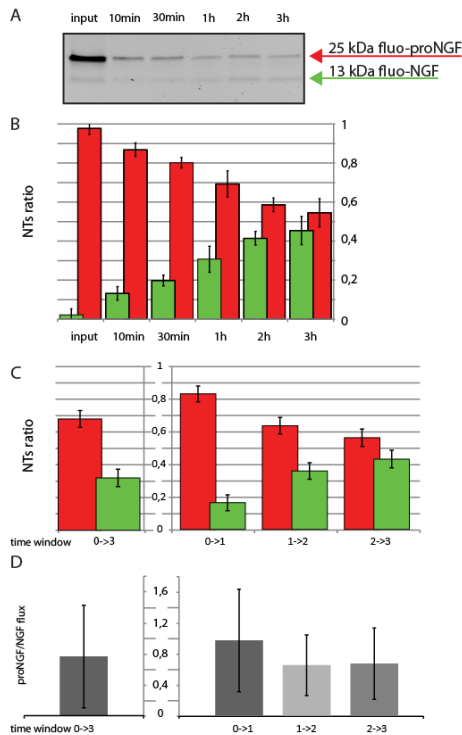 A
input 10min 30min 1h 2h 3h
25 kDa fluo-proNGF
13 kDa fluo-NGF
B
NTs ratio
1
0,8
0,6
0,4
0,2
0
input 10min 30min 1h 2h 3h
C
NTs ratio
1
0,8
0,6
0,4
0,2
0
time window 0->3 0->1 1->2 2->3
D
proNGF/NGF flux
1,6
1,2
0,8
0,4
0
time window 0->3 0->1 1->2 2->3